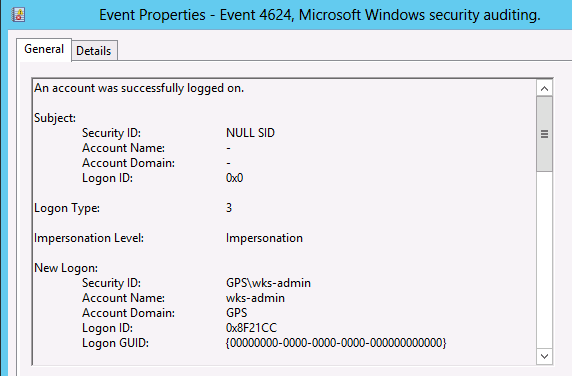 Event Properties - Event 4624, Microsoft Windows security auditing.
General Details
An account was successfully logged on.
Subject:
Security ID: NULL SID
Account Name: -
Account Domain: -
Logon ID: 0x0
Logon Type: 3
Impersonation Level: Impersonation
New Logon:
Security ID: GPS\wks-admin
Account Name: wks-admin
Account Domain: GPS
Logon ID: 0x8F21CC
Logon GUID: {00000000-0000-0000-0000-000000000000}